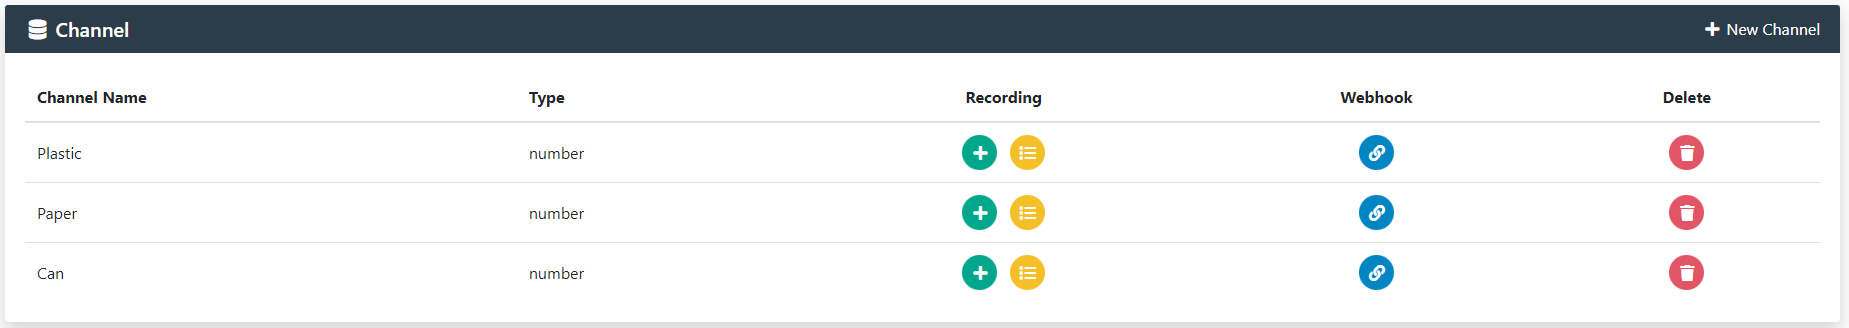 Channel
New Channel
Channel Name Type Recording Webhook Delete
Plastic number
Paper number
Can number